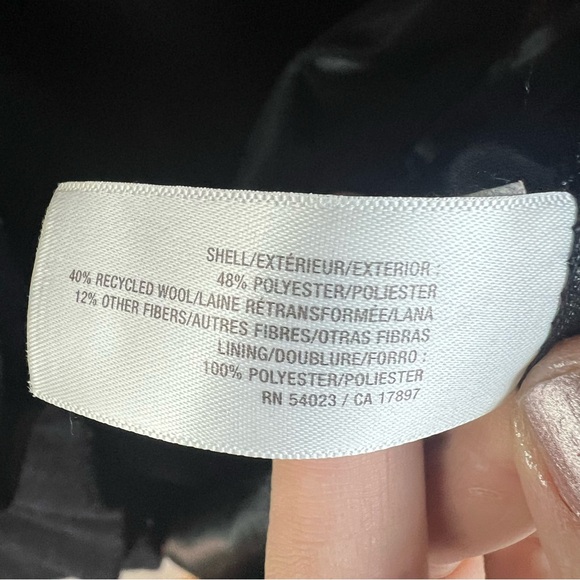 SHELL/EXTÉRIEUR/EXTERIOR :
48% POLYESTER/POLIESTER
40% RECYCLED WOOL/LAINE RÉTRANSFORMÉE/LANA
12% OTHER FIBERS/AUTRES FIBRES/OTRAS FIBRAS
LINING/DOUBLURE/FORRO :
100% POLYESTER/POLIESTER
RN 54023 / CA 17897